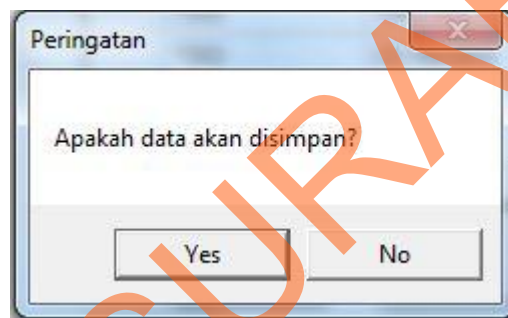 Peringatan
Apakah data akan disimpan?
Yes
No